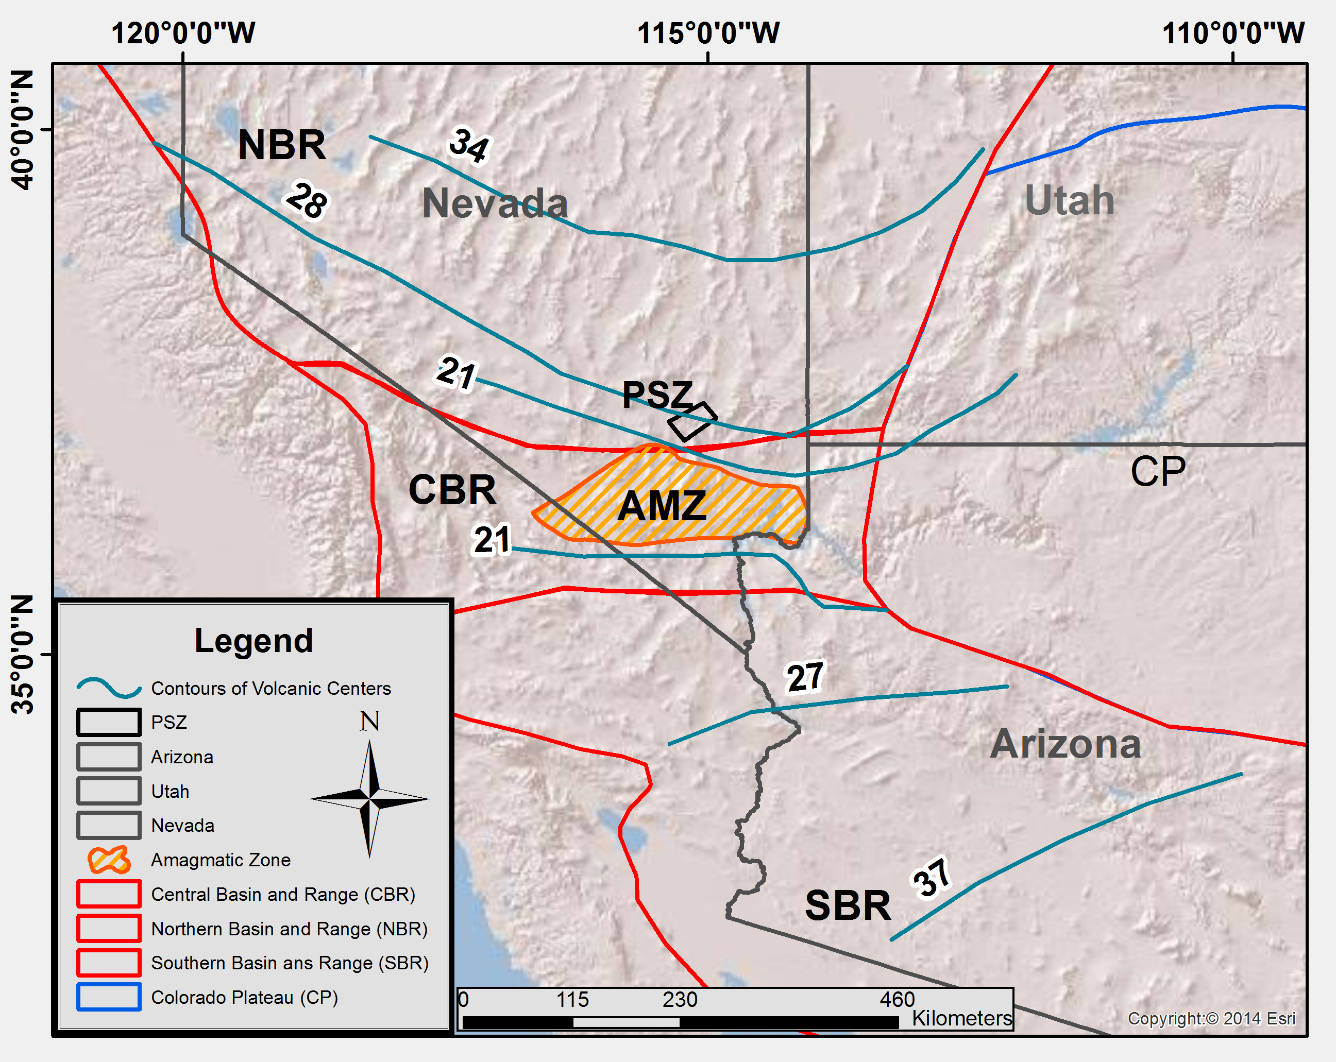 120°0'0"W 115°0'0"W 110°0'0"W
40°0'0"N
35°0'0"N
NBR
34
28
Nevada
Utah
21
PSZ
CP
CBR
AMZ
21
27
Arizona
SBR
37
Legend
Contours of Volcanic Centers
PSZ
Arizona
Utah
Nevada
Amagmatic Zone
Central Basin and Range (CBR)
Northern Basin and Range (NBR)
Southern Basin ans Range (SBR)
Colorado Plateau (CP)
N
0 115 230 460
Kilometers
Copyright:© 2014 Esri